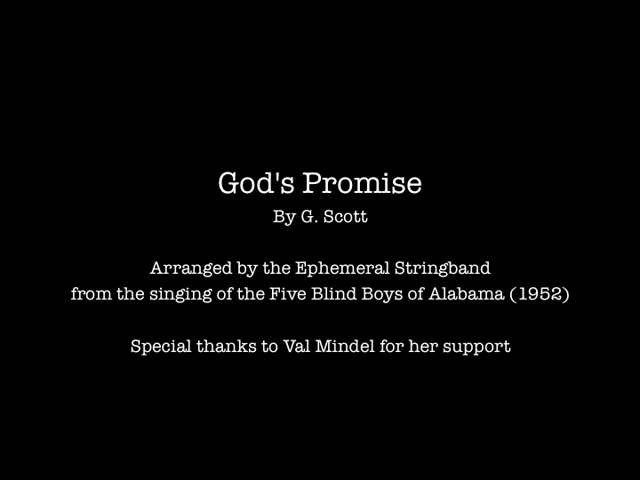 God's Promise
By G. Scott
Arranged by the Ephemeral Stringband
from the singing of the Five Blind Boys of Alabama (1952)
Special thanks to Val Mindel for her support